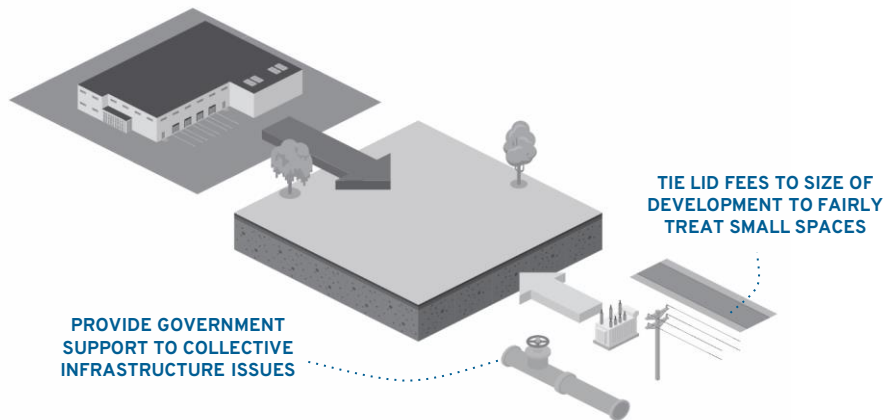 TIE LID FEES TO SIZE OF
DEVELOPMENT TO FAIRLY
TREAT SMALL SPACES
PROVIDE GOVERNMENT
SUPPORT TO COLLECTIVE
INFRASTRUCTURE ISSUES